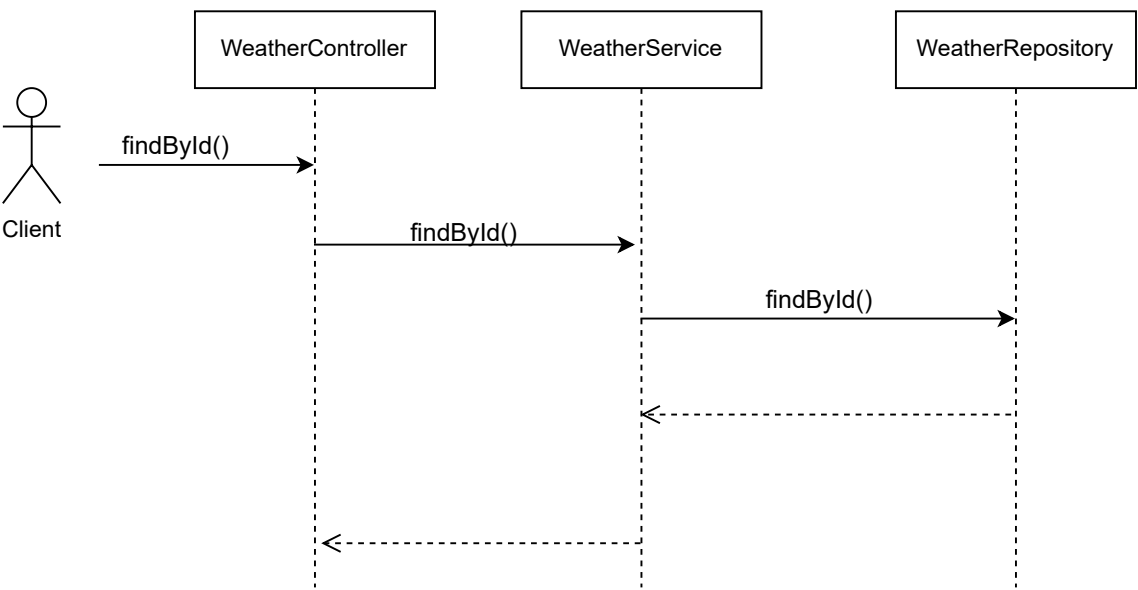 WeatherController
WeatherService
WeatherRepository
findById()
Client
findById()
findById()